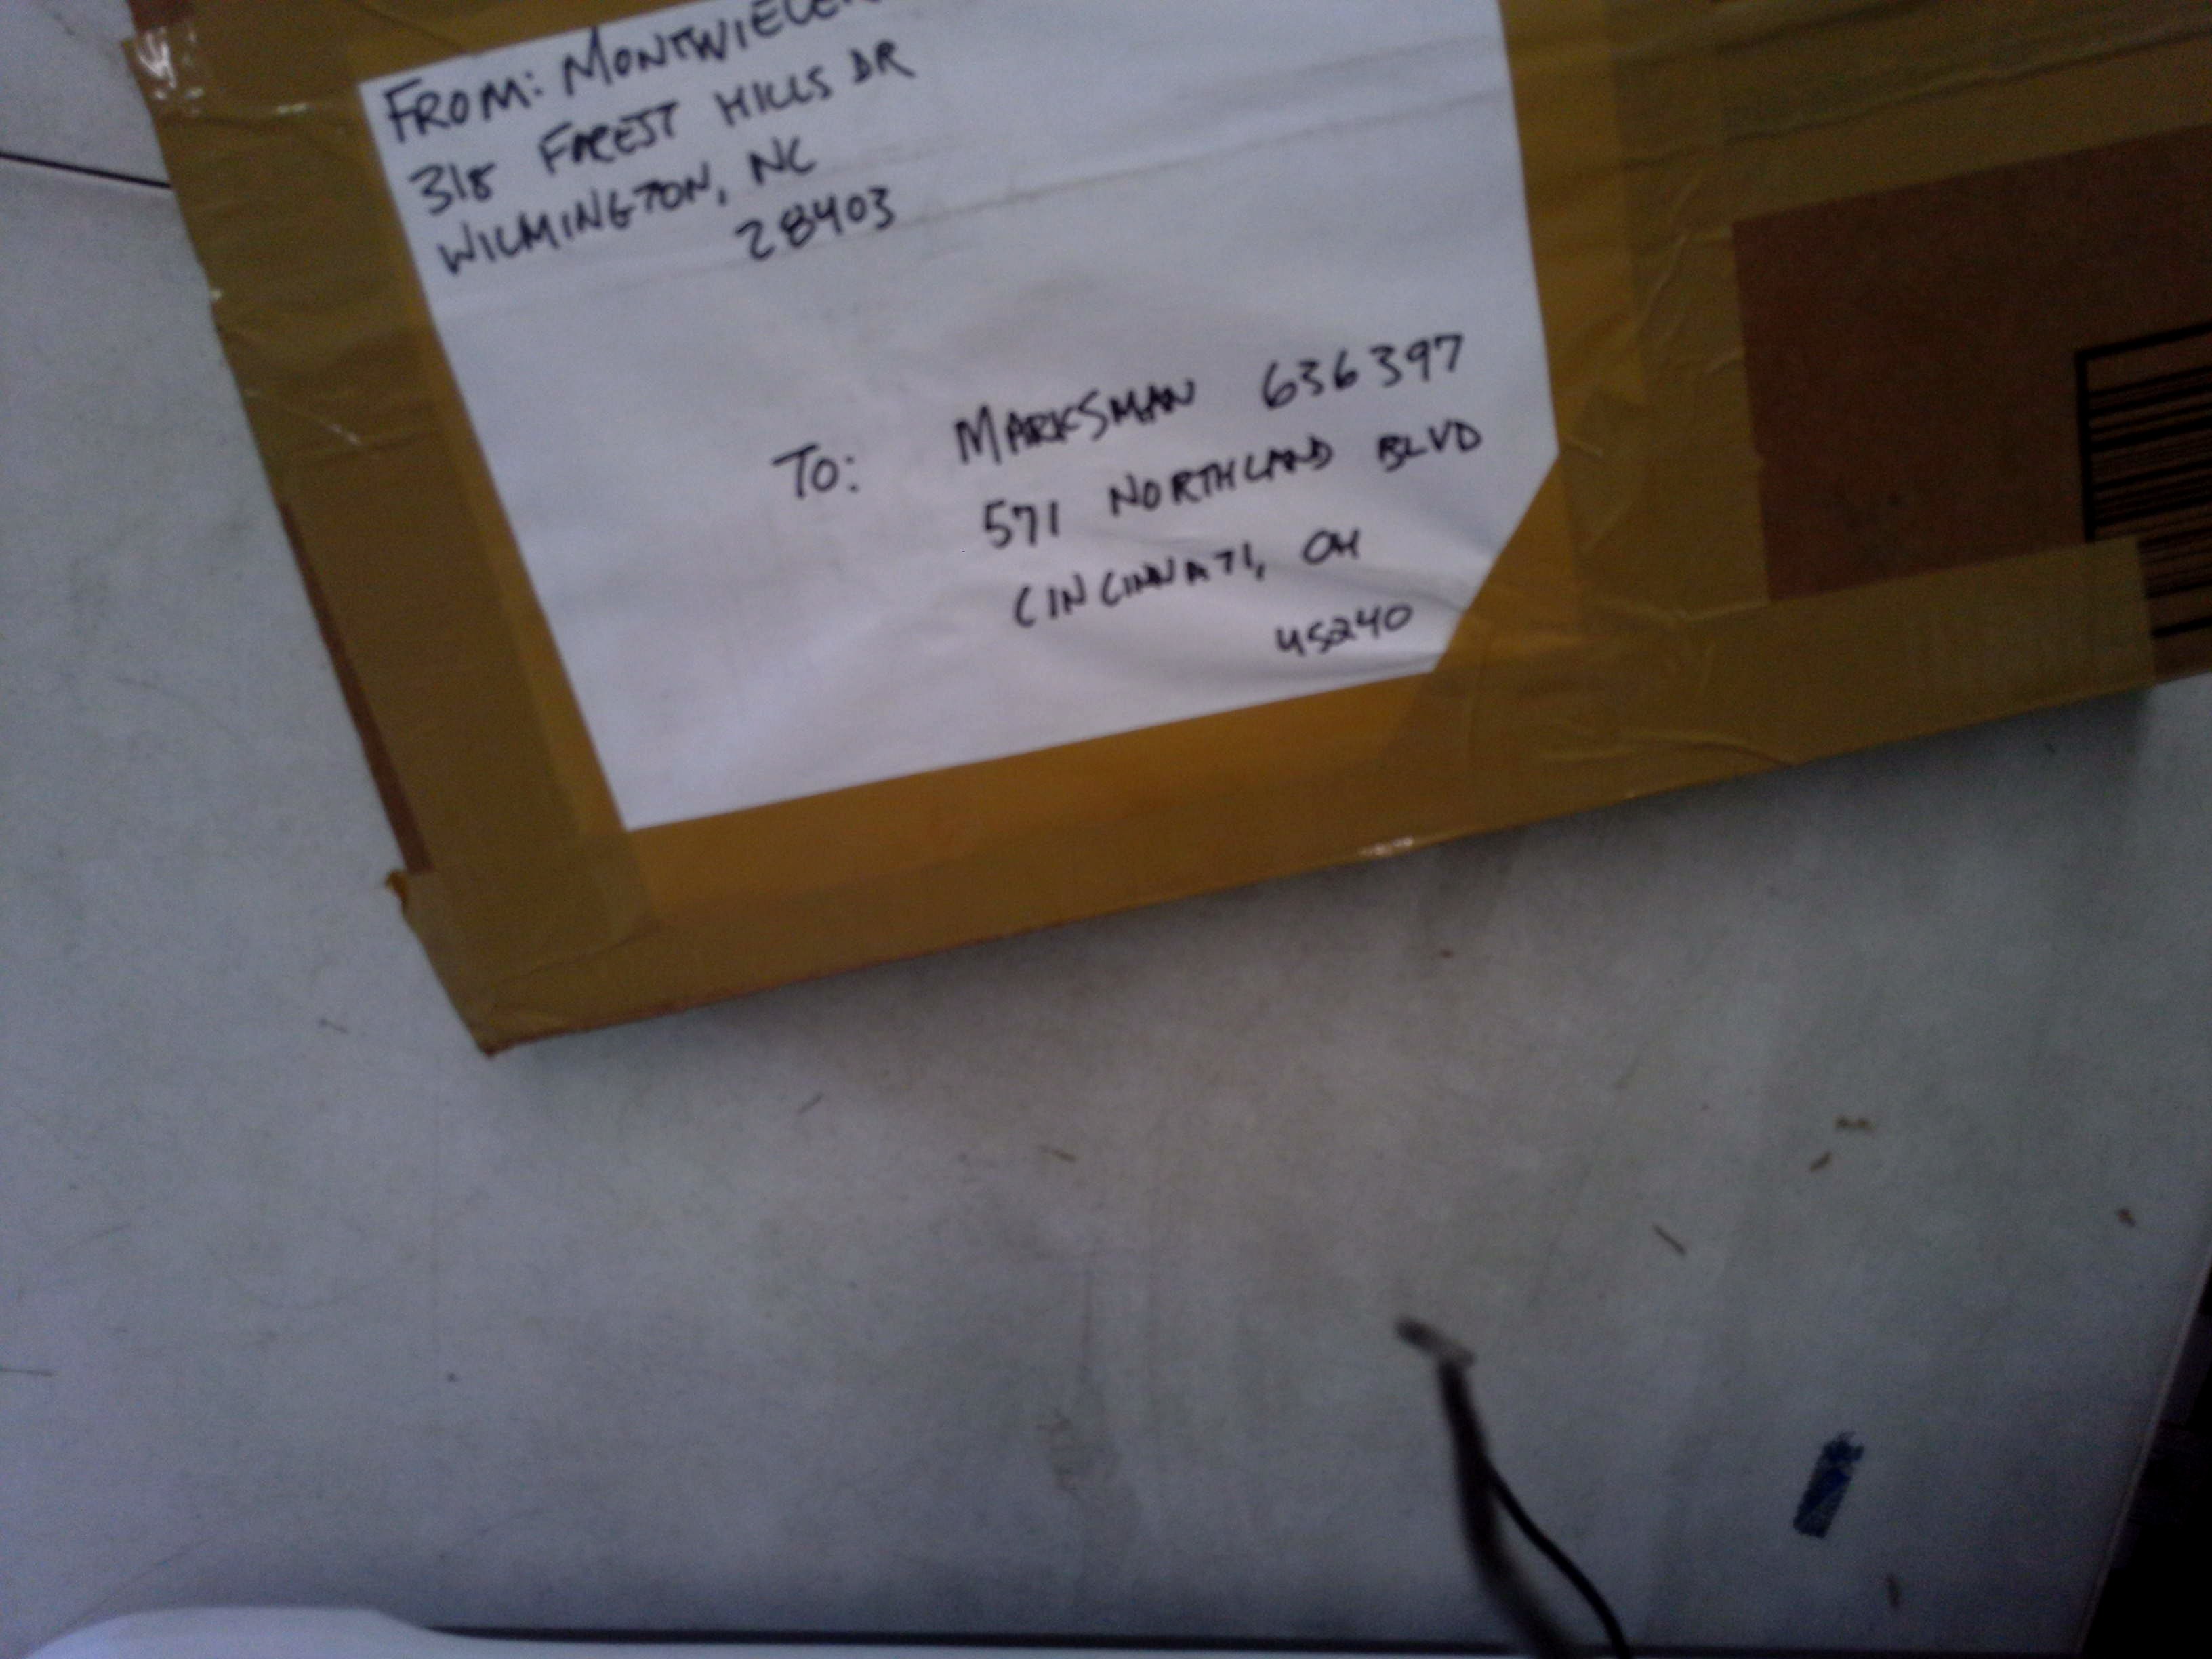 FROM: MONTWIELER
318 FOREST HILLS DR
WILMINGTON, NC
28403
TO: MARKSMAN 636397
571 NORTHLAND BLVD
CINCINNATI, OH
45240